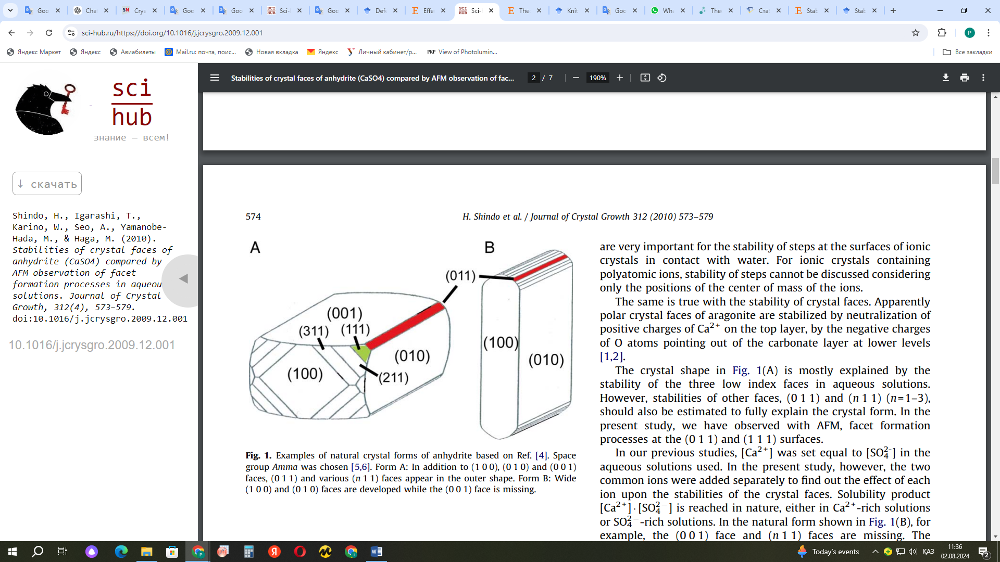 Goo
Cha
SN Crys
Goo
Goo
SCI HUB Sci-
Goo
Def
E Effe
SCI HUB Sci-
E The
Knit
Goo
Wha
The
Ста
E Stab
Stab
sci-hub.ru/https://doi.org/10.1016/j.jcrysgro.2009.12.001
P
Яндекс Маркет
Яндекс
Авиабилеты
Mail.ru: почта, поис...
Новая вкладка
Яндекс
Личный кабинет/р...
PKP View of Photolumin...
Все закладки
sci
hub
знание — всем!
↓ скачать
Shindo, H., Igarashi, T.,
Karino, W., Seo, A., Yamanobe-
Hada, M., & Haga, M. (2010).
Stabilities of crystal faces of
anhydrite (CaSO4) compared by
AFM observation of facet
formation processes in aqueou
solutions. Journal of Crystal
Growth, 312(4), 573–579.
doi:10.1016/j.jcrysgro.2009.12.001
10.1016/j.jcrysgro.2009.12.001
Stabilities of crystal faces of anhydrite (CaSO4) compared by AFM observation of fac...
2 / 7
190%
574
H. Shindo et al. / Journal of Crystal Growth 312 (2010) 573–579
A
B
(011)
(001)
(311)
(111)
(100)
(010)
(211)
(100)
(010)
Fig. 1. Examples of natural crystal forms of anhydrite based on Ref. [4]. Space
group Amma was chosen [5,6]. Form A: In addition to (1 0 0), (0 1 0) and (0 0 1)
faces, (0 1 1) and various (n 1 1) faces appear in the outer shape. Form B: Wide
(1 0 0) and (0 1 0) faces are developed while the (0 0 1) face is missing.
are very important for the stability of steps at the surfaces of ionic
crystals in contact with water. For ionic crystals containing
polyatomic ions, stability of steps cannot be discussed considering
only the positions of the center of mass of the ions.
The same is true with the stability of crystal faces. Apparently
polar crystal faces of aragonite are stabilized by neutralization of
positive charges of Ca²⁺ on the top layer, by the negative charges
of O atoms pointing out of the carbonate layer at lower levels
[1,2].
The crystal shape in Fig. 1(A) is mostly explained by the
stability of the three low index faces in aqueous solutions.
However, stabilities of other faces, (0 1 1) and (n 1 1) (n=1–3),
should also be estimated to fully explain the crystal form. In the
present study, we have observed with AFM, facet formation
processes at the (0 1 1) and (1 1 1) surfaces.
In our previous studies, [Ca²⁺] was set equal to [SO₄²⁻] in the
aqueous solutions used. In the present study, however, the two
common ions were added separately to find out the effect of each
ion upon the stabilities of the crystal faces. Solubility product
[Ca²⁺]·[SO₄²⁻] is reached in nature, either in Ca²⁺-rich solutions
or SO₄²⁻-rich solutions. In the natural form shown in Fig. 1(B), for
example, the (0 0 1) face and (n 1 1) faces are missing. The
Today's events
ҚАЗ
11:36
02.08.2024
2